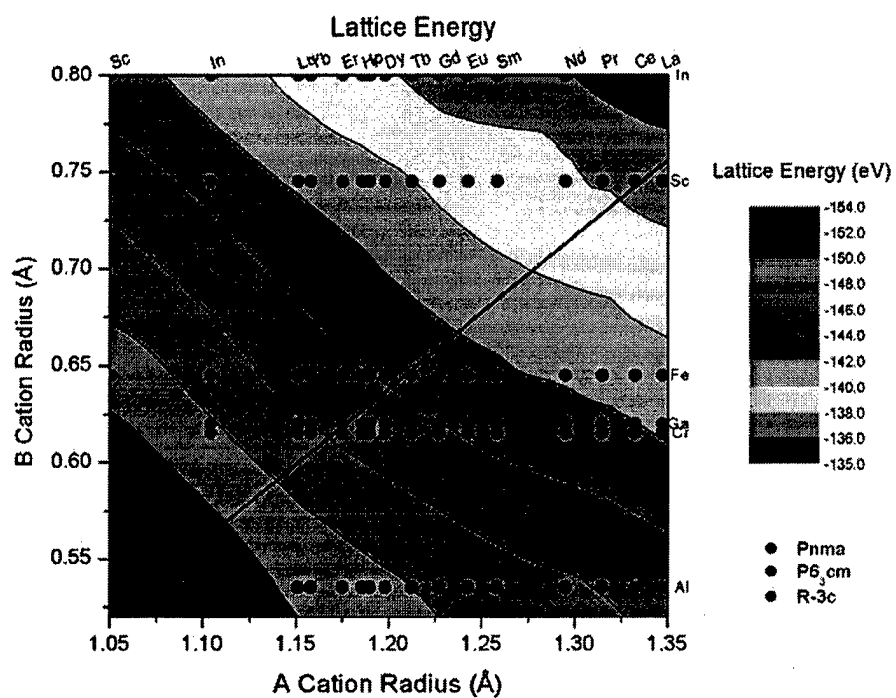 Lattice Energy
Sc In Lu Yb Er Ho Dy Tb Gd Eu Sm Nd Pr Ce La
0.80 In
0.75 Sc
0.70
0.65 Fe
Ga
Cr
0.60
0.55 Al
B Cation Radius (Å)
1.05 1.10 1.15 1.20 1.25 1.30 1.35
A Cation Radius (Å)
Lattice Energy (eV)
-154.0
-152.0
-150.0
-148.0
-146.0
-144.0
-142.0
-140.0
-138.0
-136.0
-135.0
Pnma
P6₃cm
R-3c